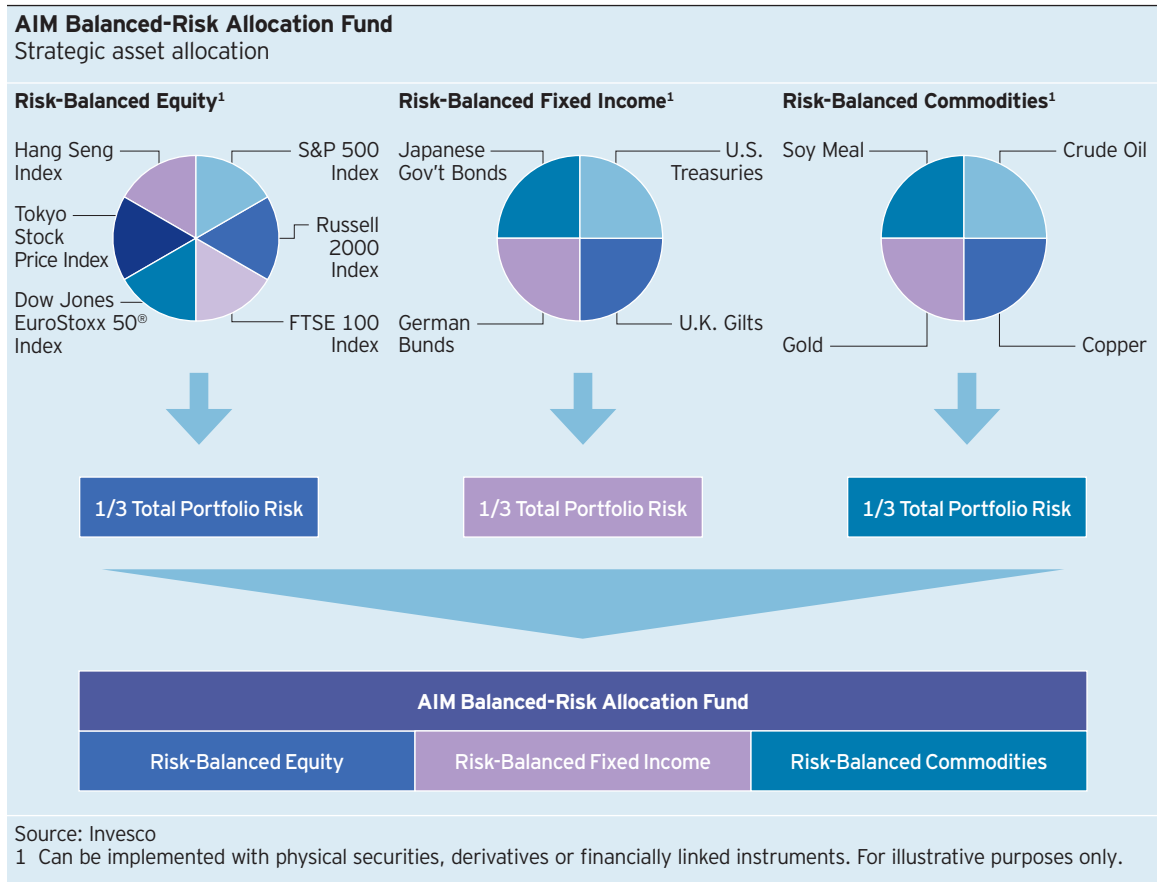 AIM Balanced-Risk Allocation Fund
Strategic asset allocation
Risk-Balanced Equity¹
Hang Seng
Index
Tokyo
Stock
Price Index
Dow Jones
EuroStoxx 50®
Index
S&P 500
Index
Russell
2000
Index
FTSE 100
Index
Risk-Balanced Fixed Income¹
Japanese
Gov't Bonds
German
Bunds
U.S.
Treasuries
U.K. Gilts
Risk-Balanced Commodities¹
Soy Meal
Gold
Crude Oil
Copper
1/3 Total Portfolio Risk
1/3 Total Portfolio Risk
1/3 Total Portfolio Risk
AIM Balanced-Risk Allocation Fund
Risk-Balanced Equity
Risk-Balanced Fixed Income
Risk-Balanced Commodities
Source: Invesco
1 Can be implemented with physical securities, derivatives or financially linked instruments. For illustrative purposes only.